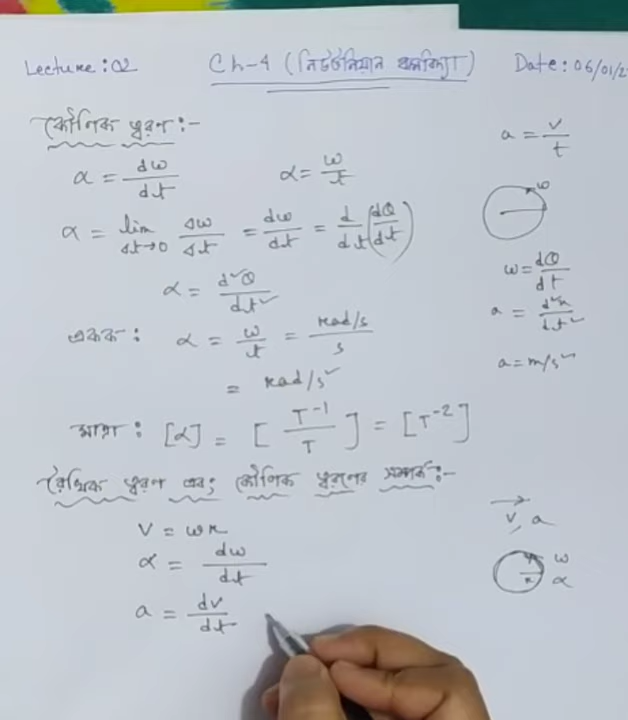 Lecture: 02 Ch-4 (নিউটনিয়ান বলবিদ্যা) Date: 06/01/2
কৌণিক ত্বরণ:-
α = dω/dt α = ω/t
α = lim Δt→0 Δω/Δt = dω/dt = d/dt (dθ/dt)
α = d²θ/dt²
একক: α = ω/t = rad/s/s
= rad/s²
মাত্রা: [α] = [T⁻¹/T] = [T⁻²]
রৈখিক ত্বরণ এবং কৌণিক ত্বরণের সম্পর্ক:-
v = ωr
α = dω/dt
a = dv/dt
a = v/t
ω
ω = dθ/dt
a = d²x/dt²
a = m/s²
v, a
ω
r α